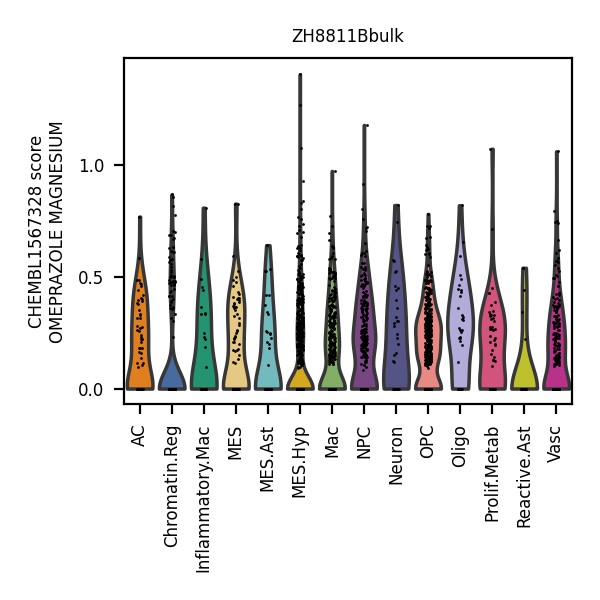 ZH8811Bbulk
CHEMBL1567328 score
OMEPRAZOLE MAGNESIUM
1.0
0.5
0.0
AC
Chromatin.Reg
Inflammatory.Mac
MES
MES.Ast
MES.Hyp
Mac
NPC
Neuron
OPC
Oligo
Prolif.Metab
Reactive.Ast
Vasc